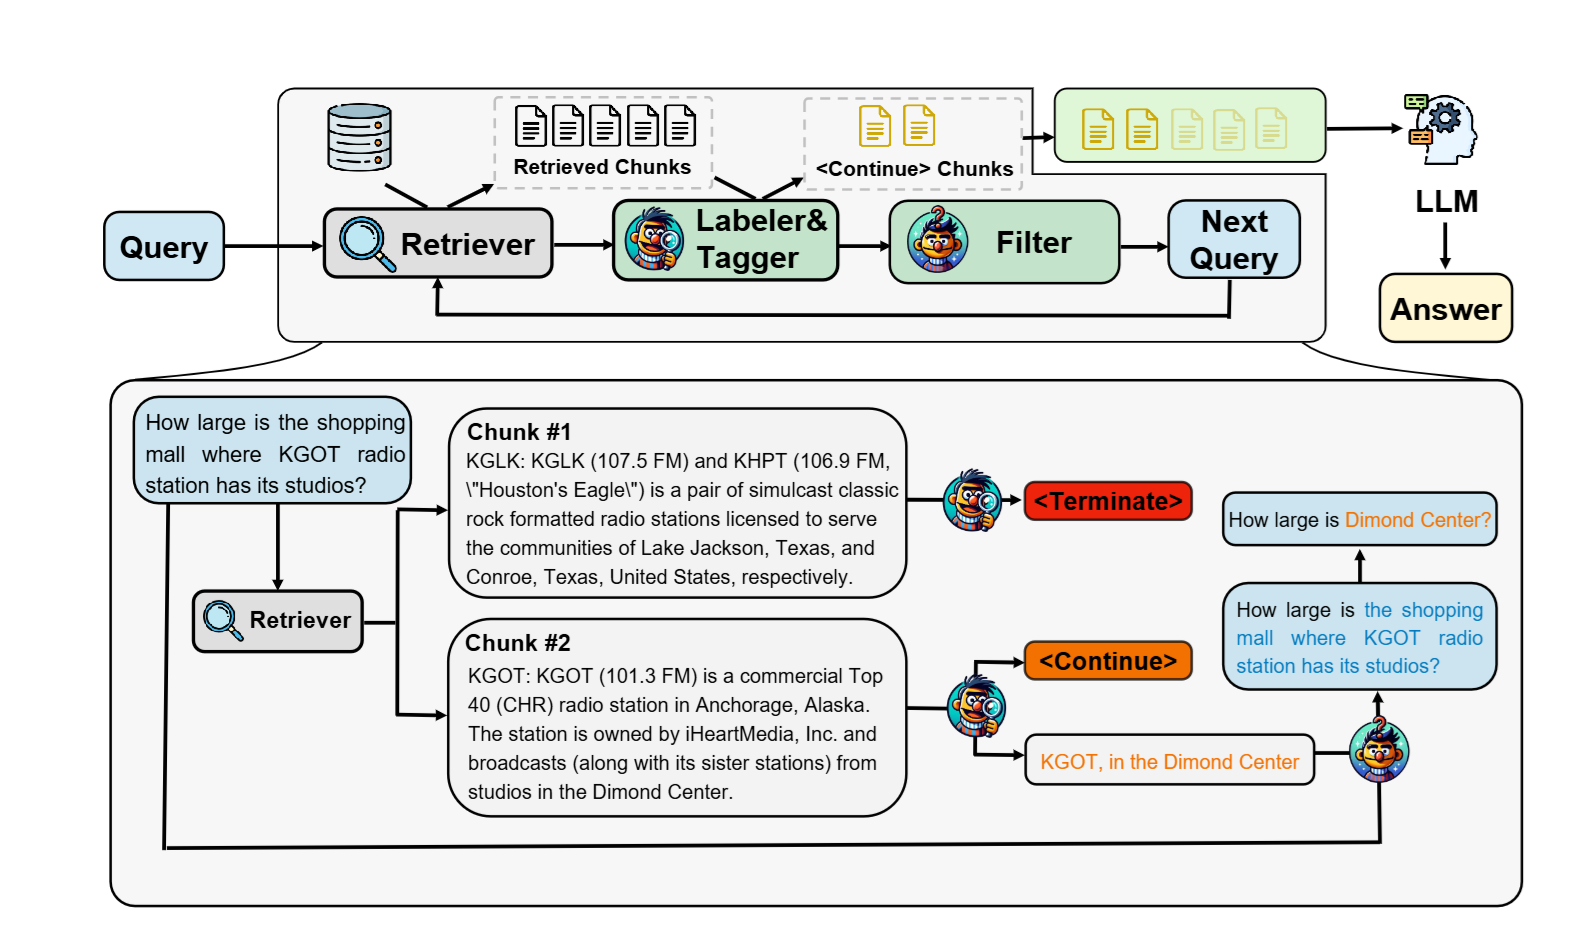 Retrieved Chunks
<Continue> Chunks
Query
Retriever
Labeler&
Tagger
Filter
Next
Query
LLM
Answer
How large is the shopping
mall where KGOT radio
station has its studios?
Retriever
Chunk #1
KGLK: KGLK (107.5 FM) and KHPT (106.9 FM,
\"Houston's Eagle\") is a pair of simulcast classic
rock formatted radio stations licensed to serve
the communities of Lake Jackson, Texas, and
Conroe, Texas, United States, respectively.
<Terminate>
Chunk #2
KGOT: KGOT (101.3 FM) is a commercial Top
40 (CHR) radio station in Anchorage, Alaska.
The station is owned by iHeartMedia, Inc. and
broadcasts (along with its sister stations) from
studios in the Dimond Center.
<Continue>
KGOT, in the Dimond Center
How large is the shopping
mall where KGOT radio
station has its studios?
How large is Dimond Center?